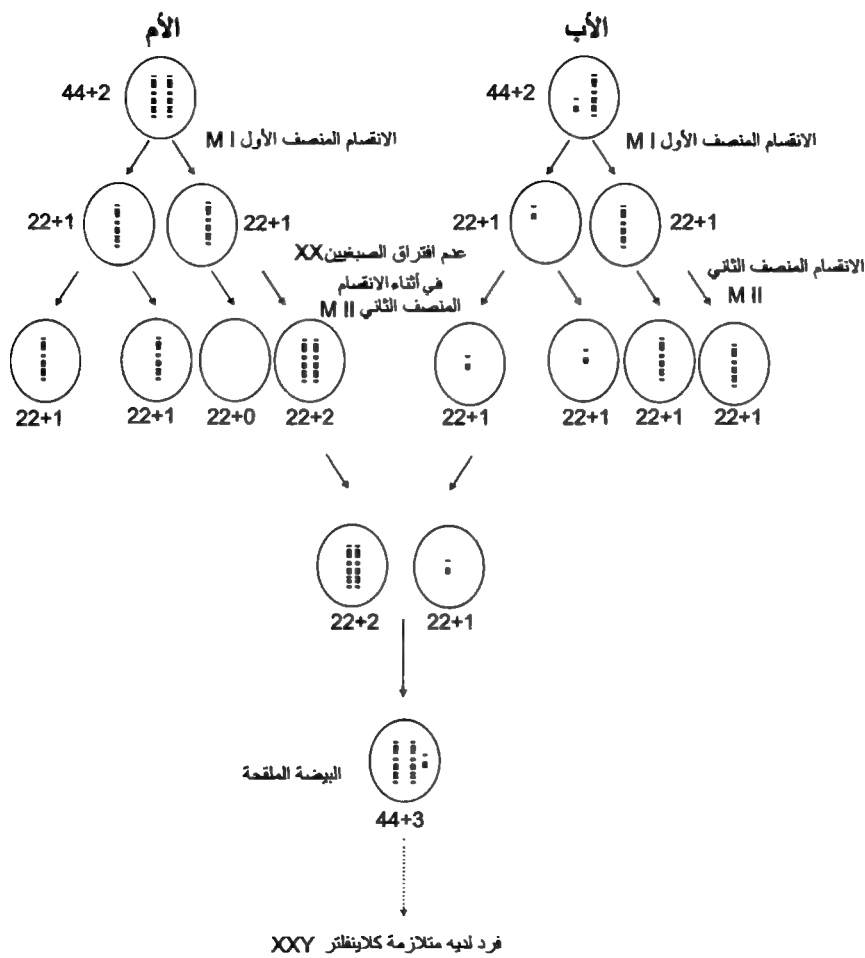 الأم
الأب
44+2
44+2
الانقسام المنصف الأول M I
الانقسام المنصف الأول M I
22+1
22+1
22+1
22+1
عدم افتراق الصبغيين XX
في أثناء الانقسام
المنصف الثاني M II
الانقسام المنصف الثاني
M II
22+1
22+1
22+0
22+2
22+1
22+1
22+1
22+1
22+2
22+1
البيضة الملقحة
44+3
فرد لديه متلازمة كلاينفلتر XXY